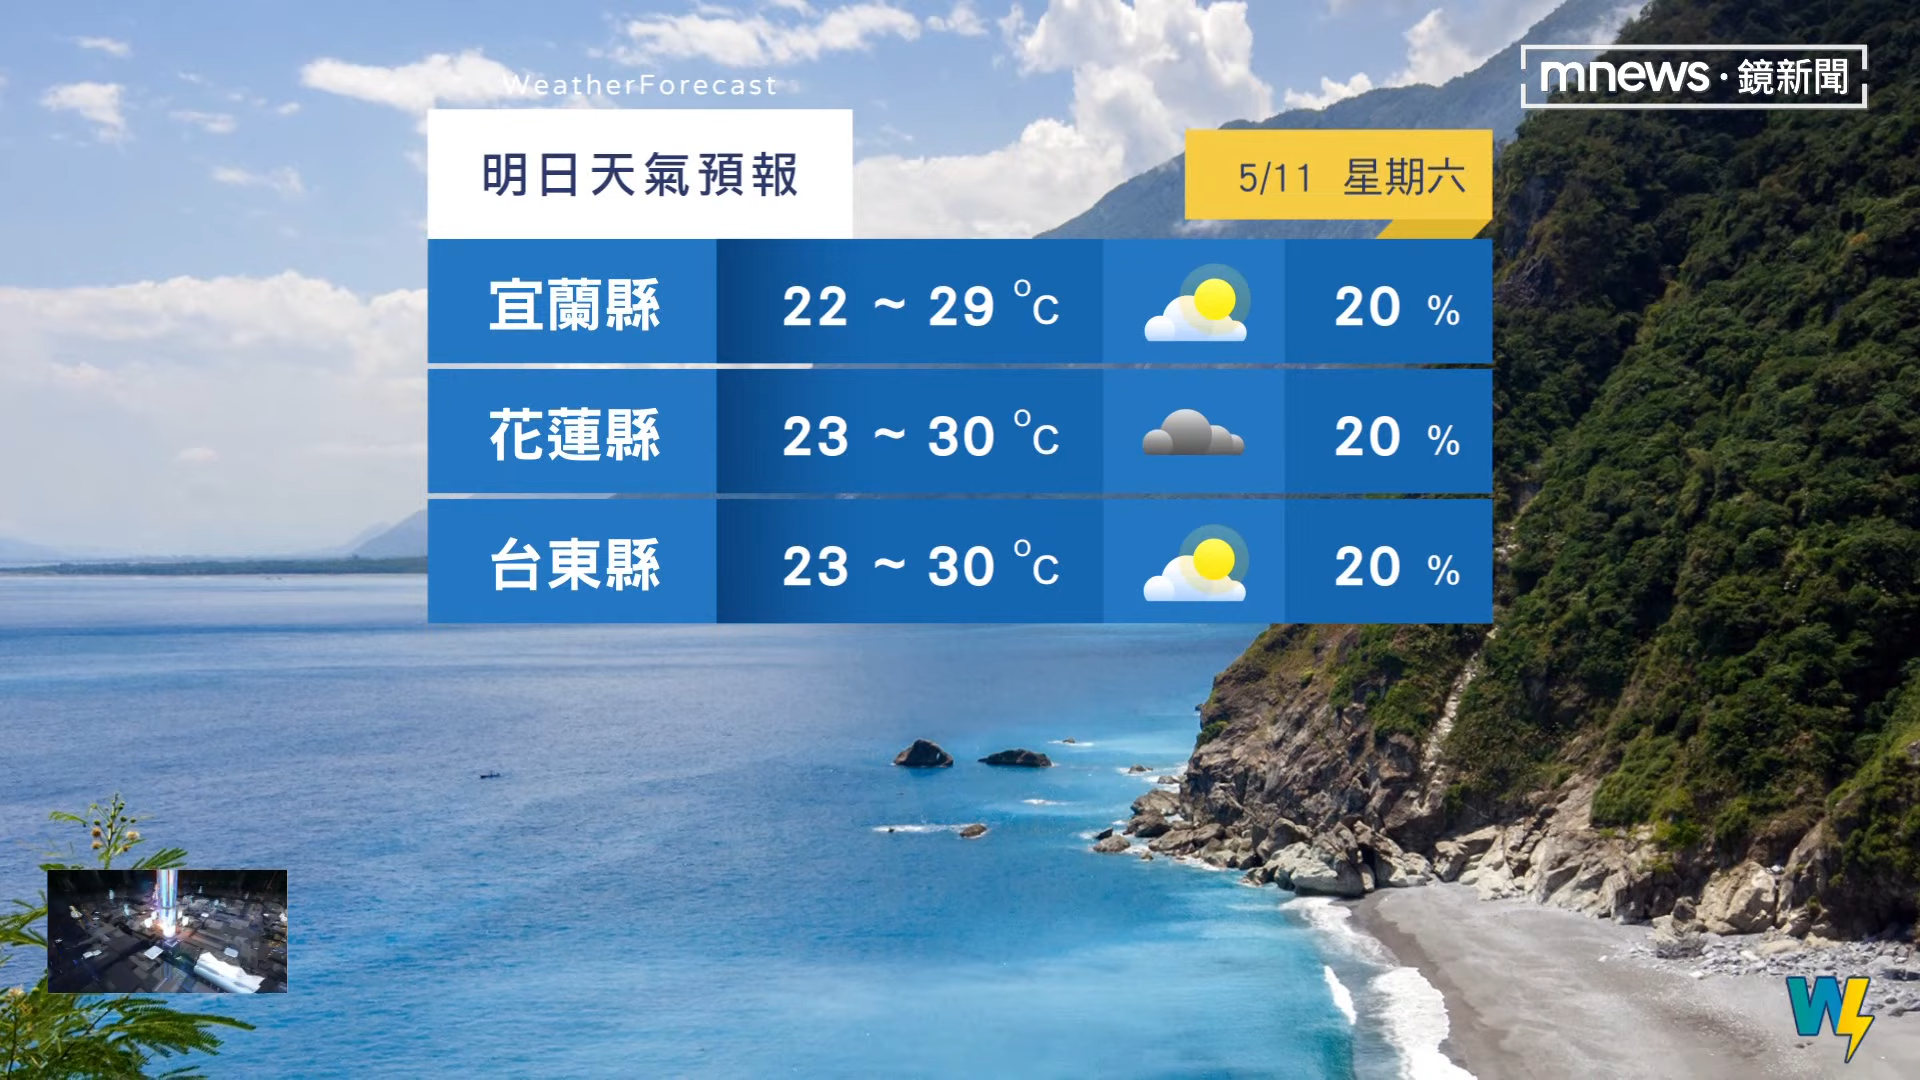 WeatherForecast
mnews·鏡新聞
明日天氣預報
5/11 星期六
宜蘭縣 22 ~ 29 °C 20 %
花蓮縣 23 ~ 30 °C 20 %
台東縣 23 ~ 30 °C 20 %
W